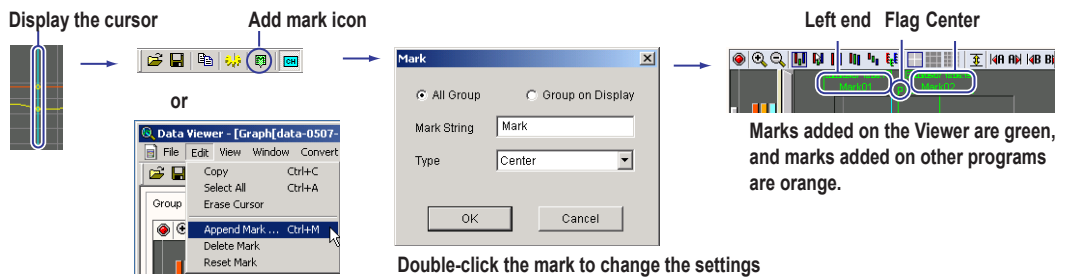 Display the cursor
Add mark icon
CH
or
Data Viewer - [Graph[data-0507-
File Edit View Window Convert
Copy Ctrl+C
Select All Ctrl+A
Erase Cursor
Group
Append Mark ... Ctrl+M
Delete Mark
Reset Mark
Mark
All Group
Group on Display
Mark String
Mark
Type
Center
OK
Cancel
Double-click the mark to change the settings
Left end Flag Center
Mark01
Mark02
Marks added on the Viewer are green,
and marks added on other programs
are orange.